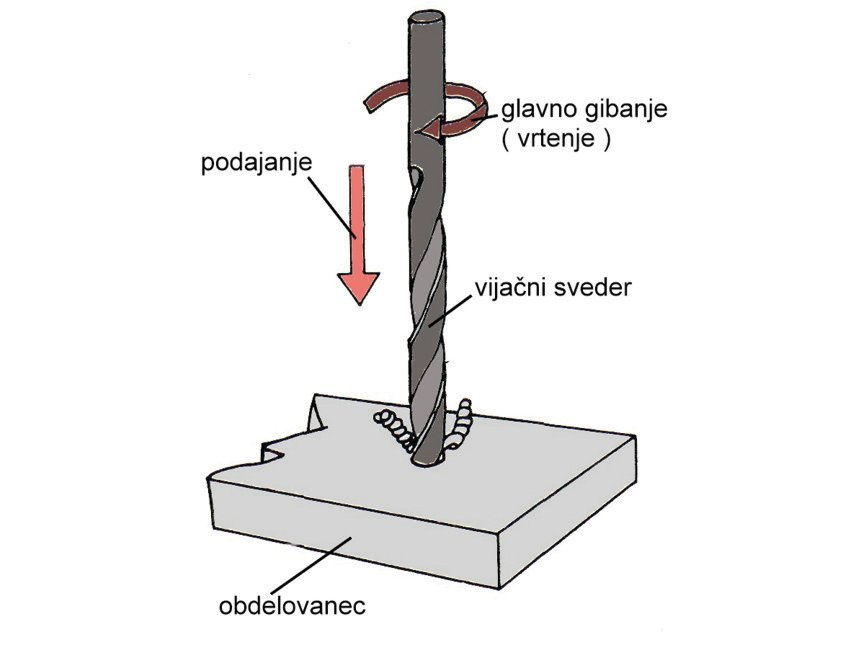 glavno gibanje
( vrtenje )
podajanje
vijačni sveder
obdelovanec